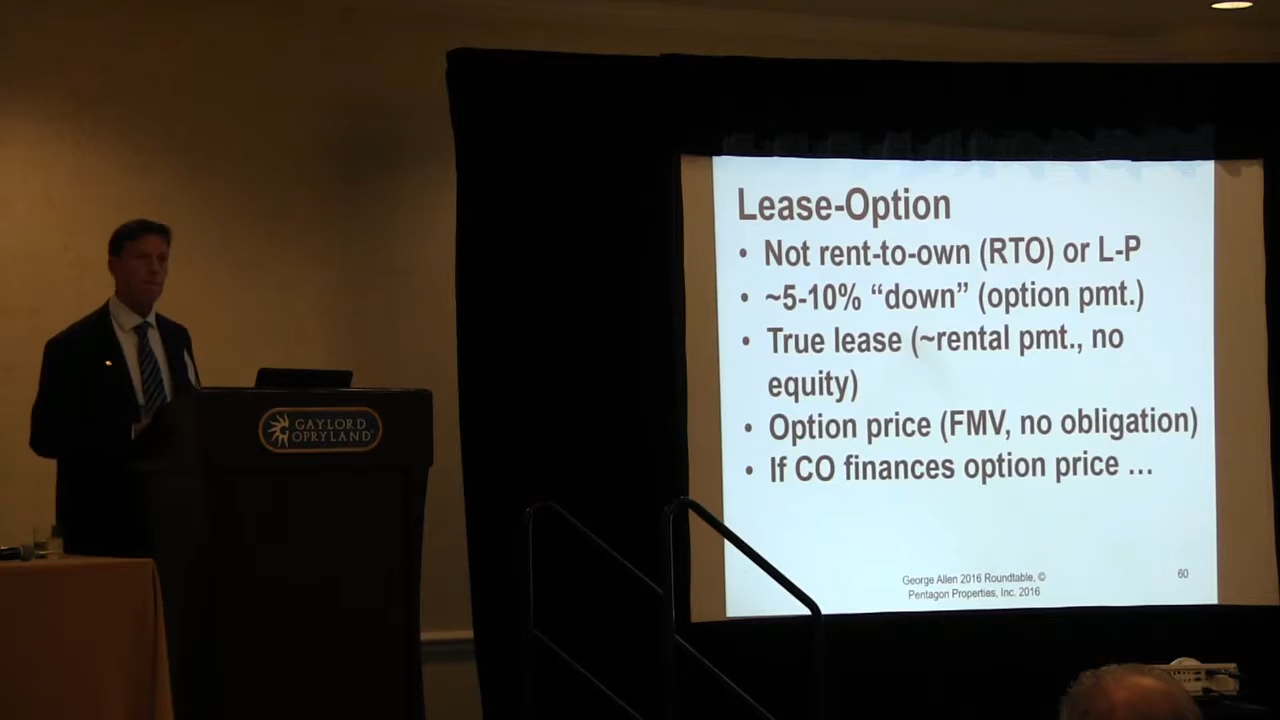 GAYLORD
OPRYLAND
Lease-Option
• Not rent-to-own (RTO) or L-P
• ~5-10% “down” (option pmt.)
• True lease (~rental pmt., no
equity)
• Option price (FMV, no obligation)
• If CO finances option price …
George Allen 2016 Roundtable, ©
Pentagon Properties, Inc. 2016
60